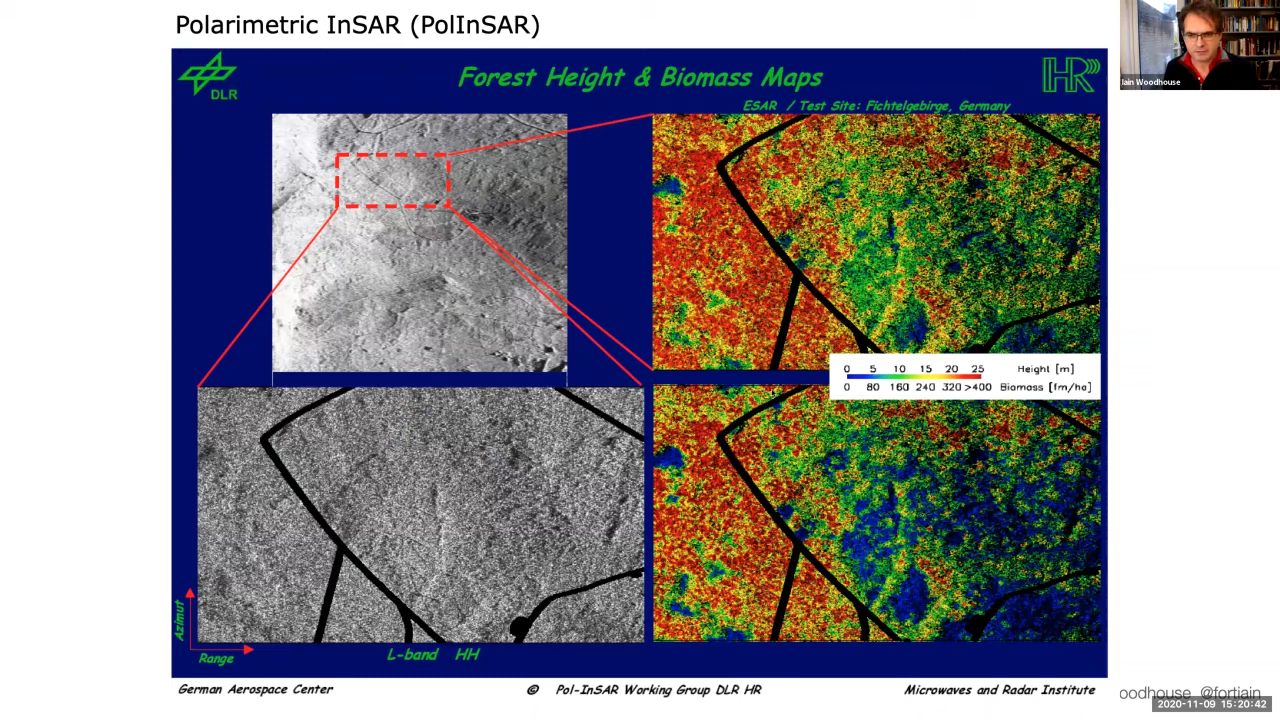 Polarimetric InSAR (PolInSAR)
DLR
Forest Height & Biomass Maps
HR
ESAR / Test Site: Fichtelgebirge, Germany
Iain Woodhouse
0 5 10 15 20 25 Height [m]
0 80 160 240 320 >400 Biomass [fm/ha]
Azimut
Range
L-band HH
German Aerospace Center
© Pol-InSAR Working Group DLR HR
Microwaves and Radar Institute
oodhouse @fortiain
2020-11-09 15:20:42